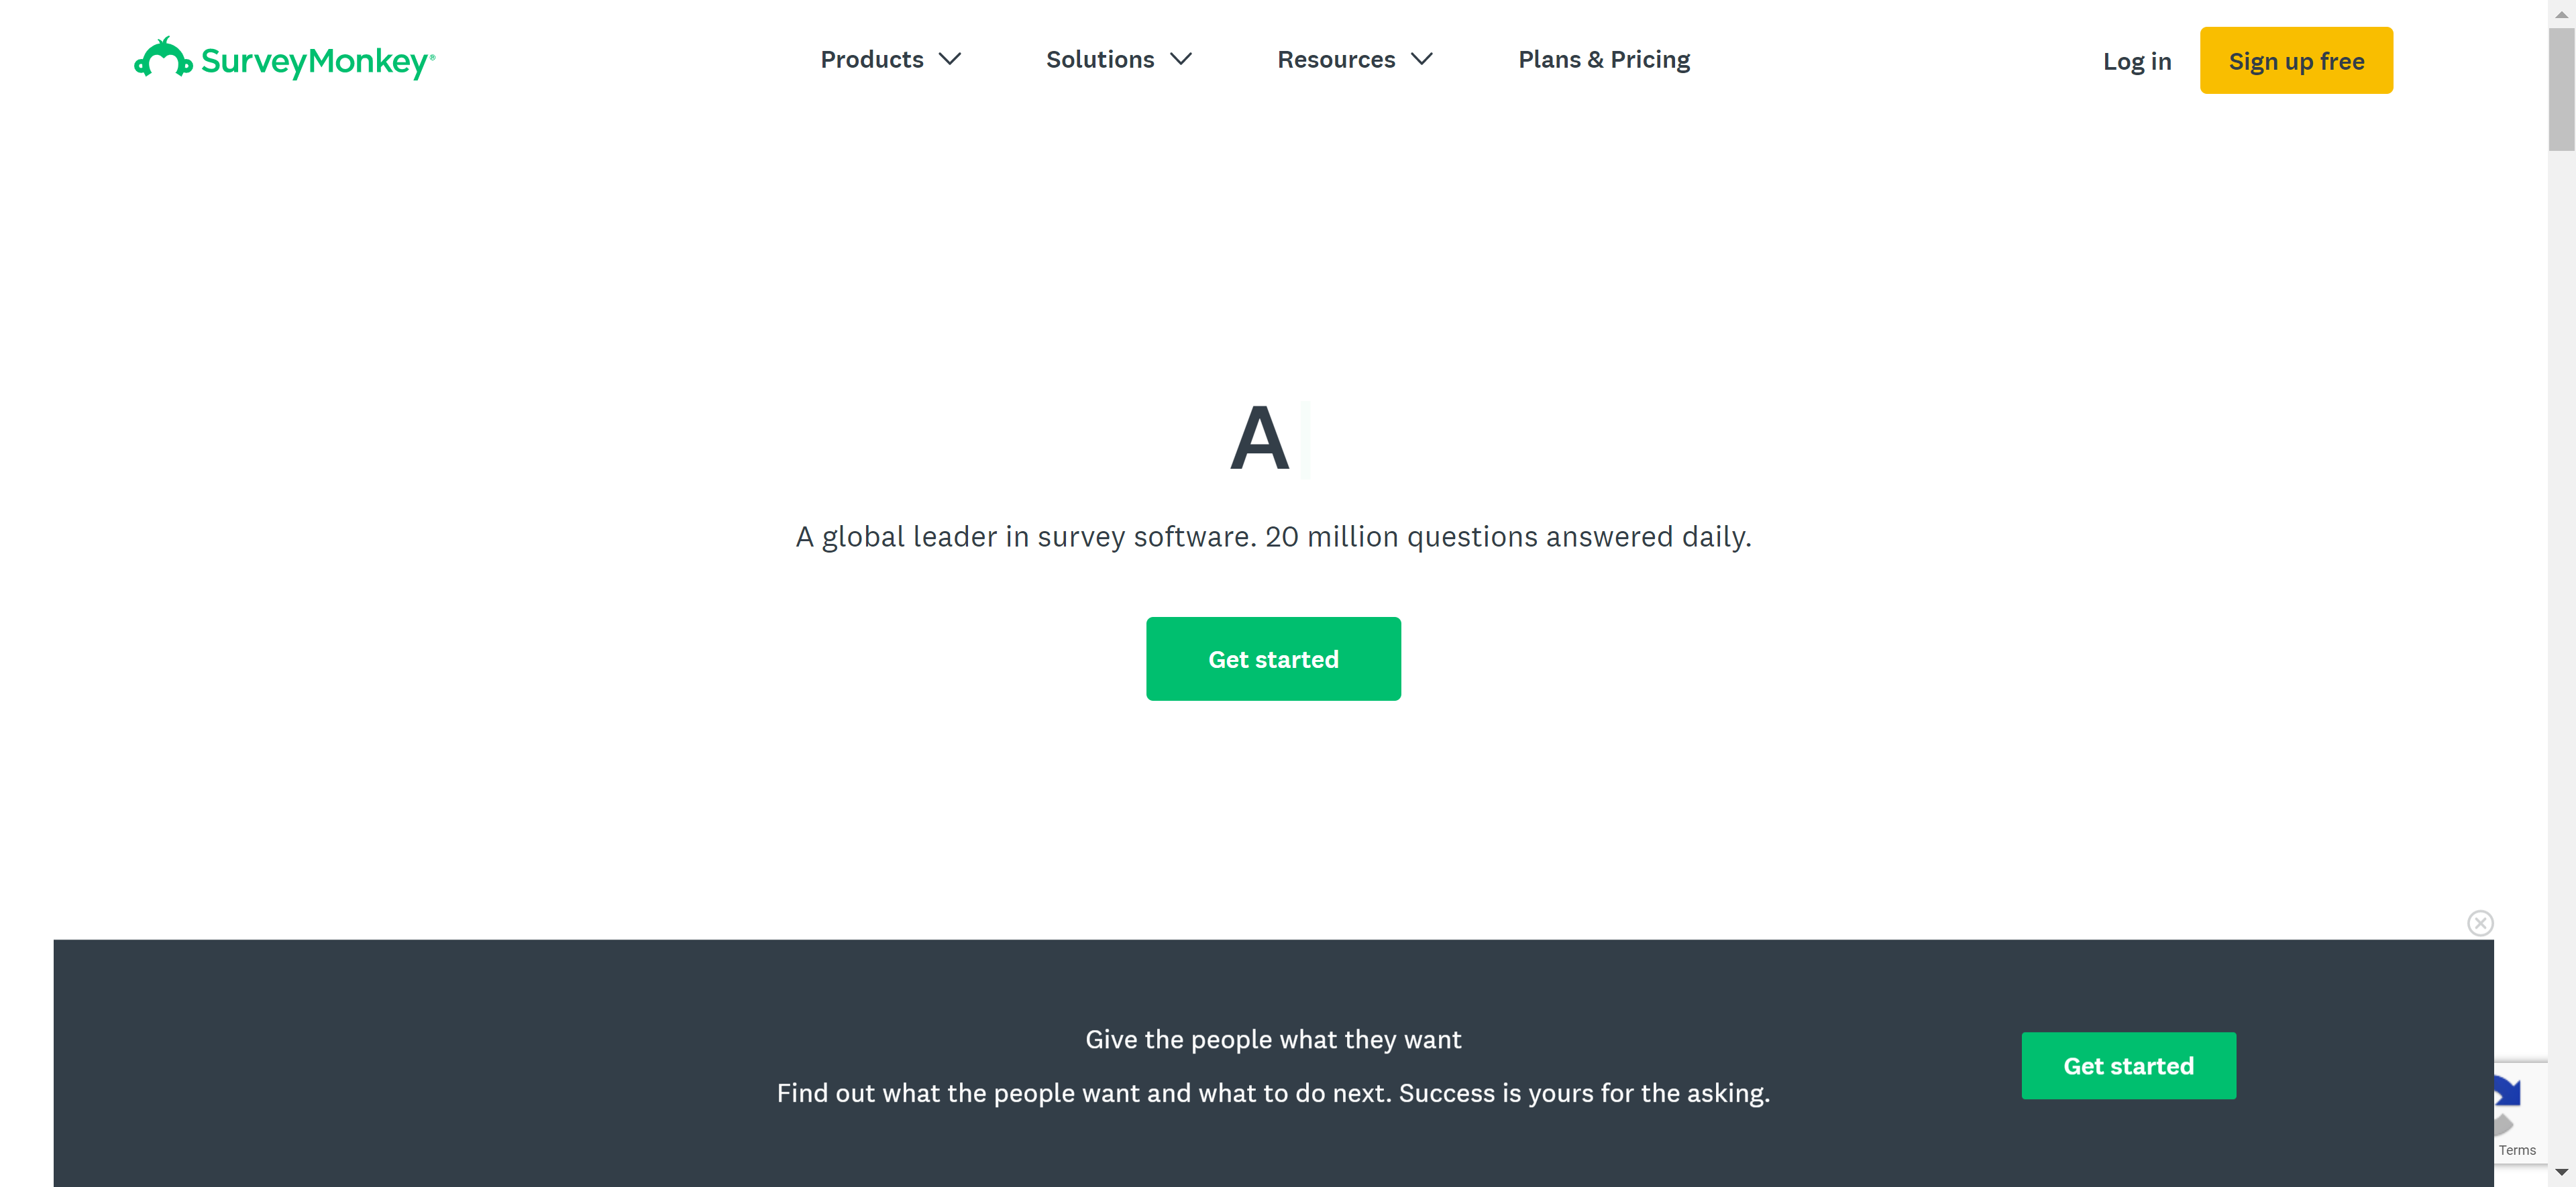 SurveyMonkey®
Products
Solutions
Resources
Plans & Pricing
Log in
Sign up free
A
A global leader in survey software. 20 million questions answered daily.
Get started
Give the people what they want
Find out what the people want and what to do next. Success is yours for the asking.
Get started
Terms